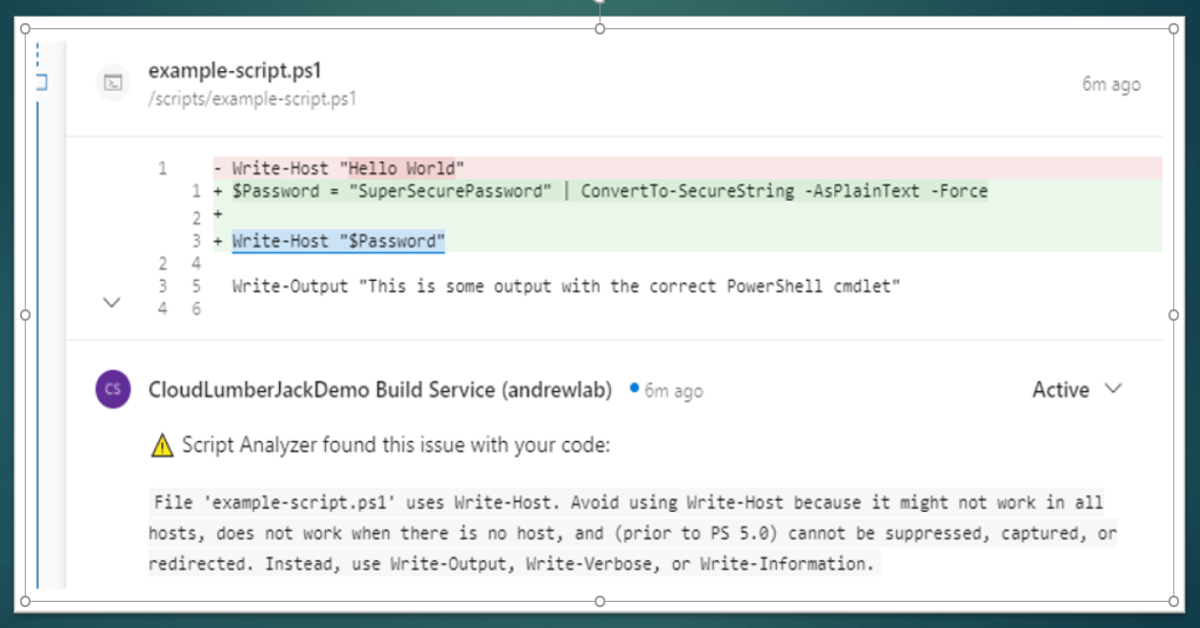 example-script.ps1
/scripts/example-script.ps1
6m ago
1 - Write-Host "Hello World"
1 + $Password = "SuperSecurePassword" | ConvertTo-SecureString -AsPlainText -Force
2 +
3 + Write-Host "$Password"
2 4
3 5 Write-Output "This is some output with the correct PowerShell cmdlet"
4 6
CS CloudLumberJackDemo Build Service (andrewlab) 6m ago Active
Script Analyzer found this issue with your code:
File 'example-script.ps1' uses Write-Host. Avoid using Write-Host because it might not work in all
hosts, does not work when there is no host, and (prior to PS 5.0) cannot be suppressed, captured, or
redirected. Instead, use Write-Output, Write-Verbose, or Write-Information.